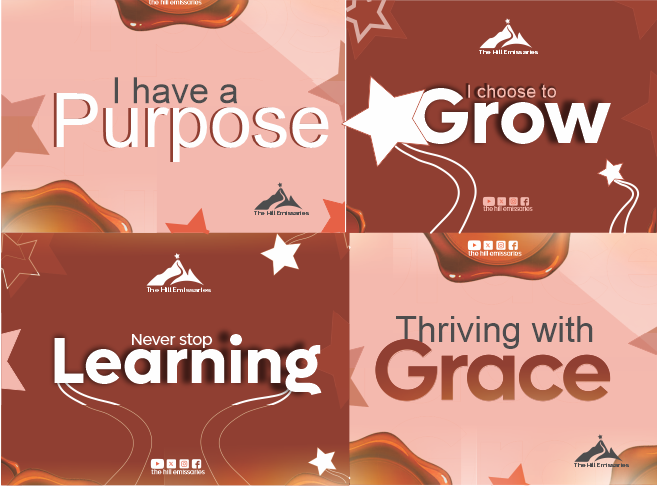 the hill emissaries
I have a
Purpose
The Hill Emissaries
The Hill Emissaries
I choose to
Grow
the hill emissaries
The Hill Emissaries
Never stop
Learning
the hill emissaries
the hill emissaries
Thriving with
Grace
The Hill Emissaries